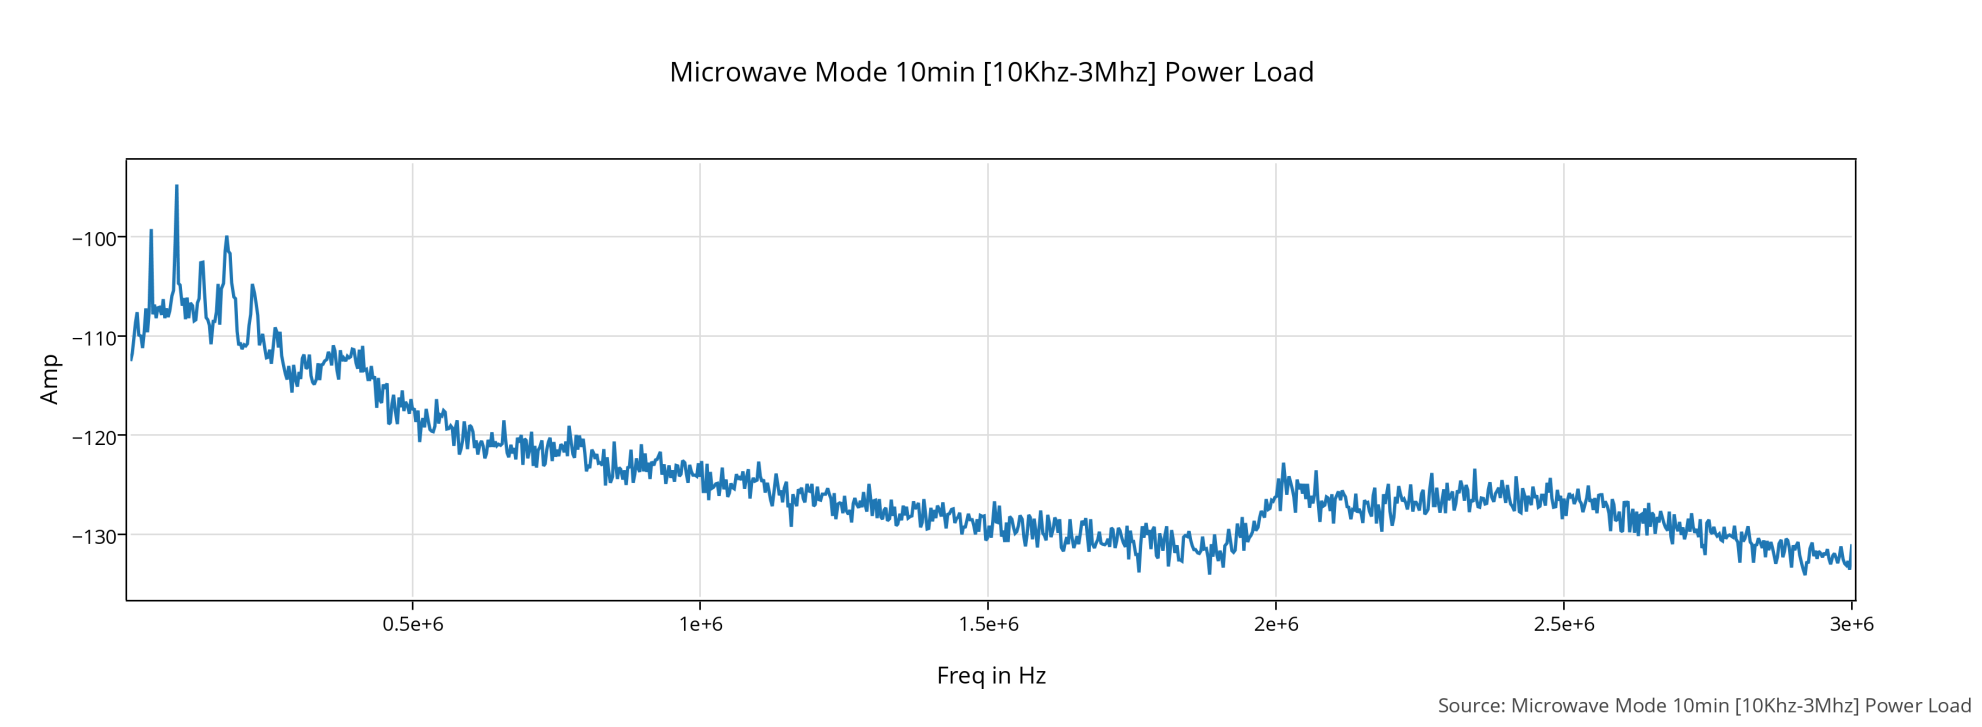 Microwave Mode 10min [10Khz-3Mhz] Power Load
−100
−110
−120
−130
Amp
0.5e+6
1e+6
1.5e+6
2e+6
2.5e+6
3e+6
Freq in Hz
Source: Microwave Mode 10min [10Khz-3Mhz] Power Load